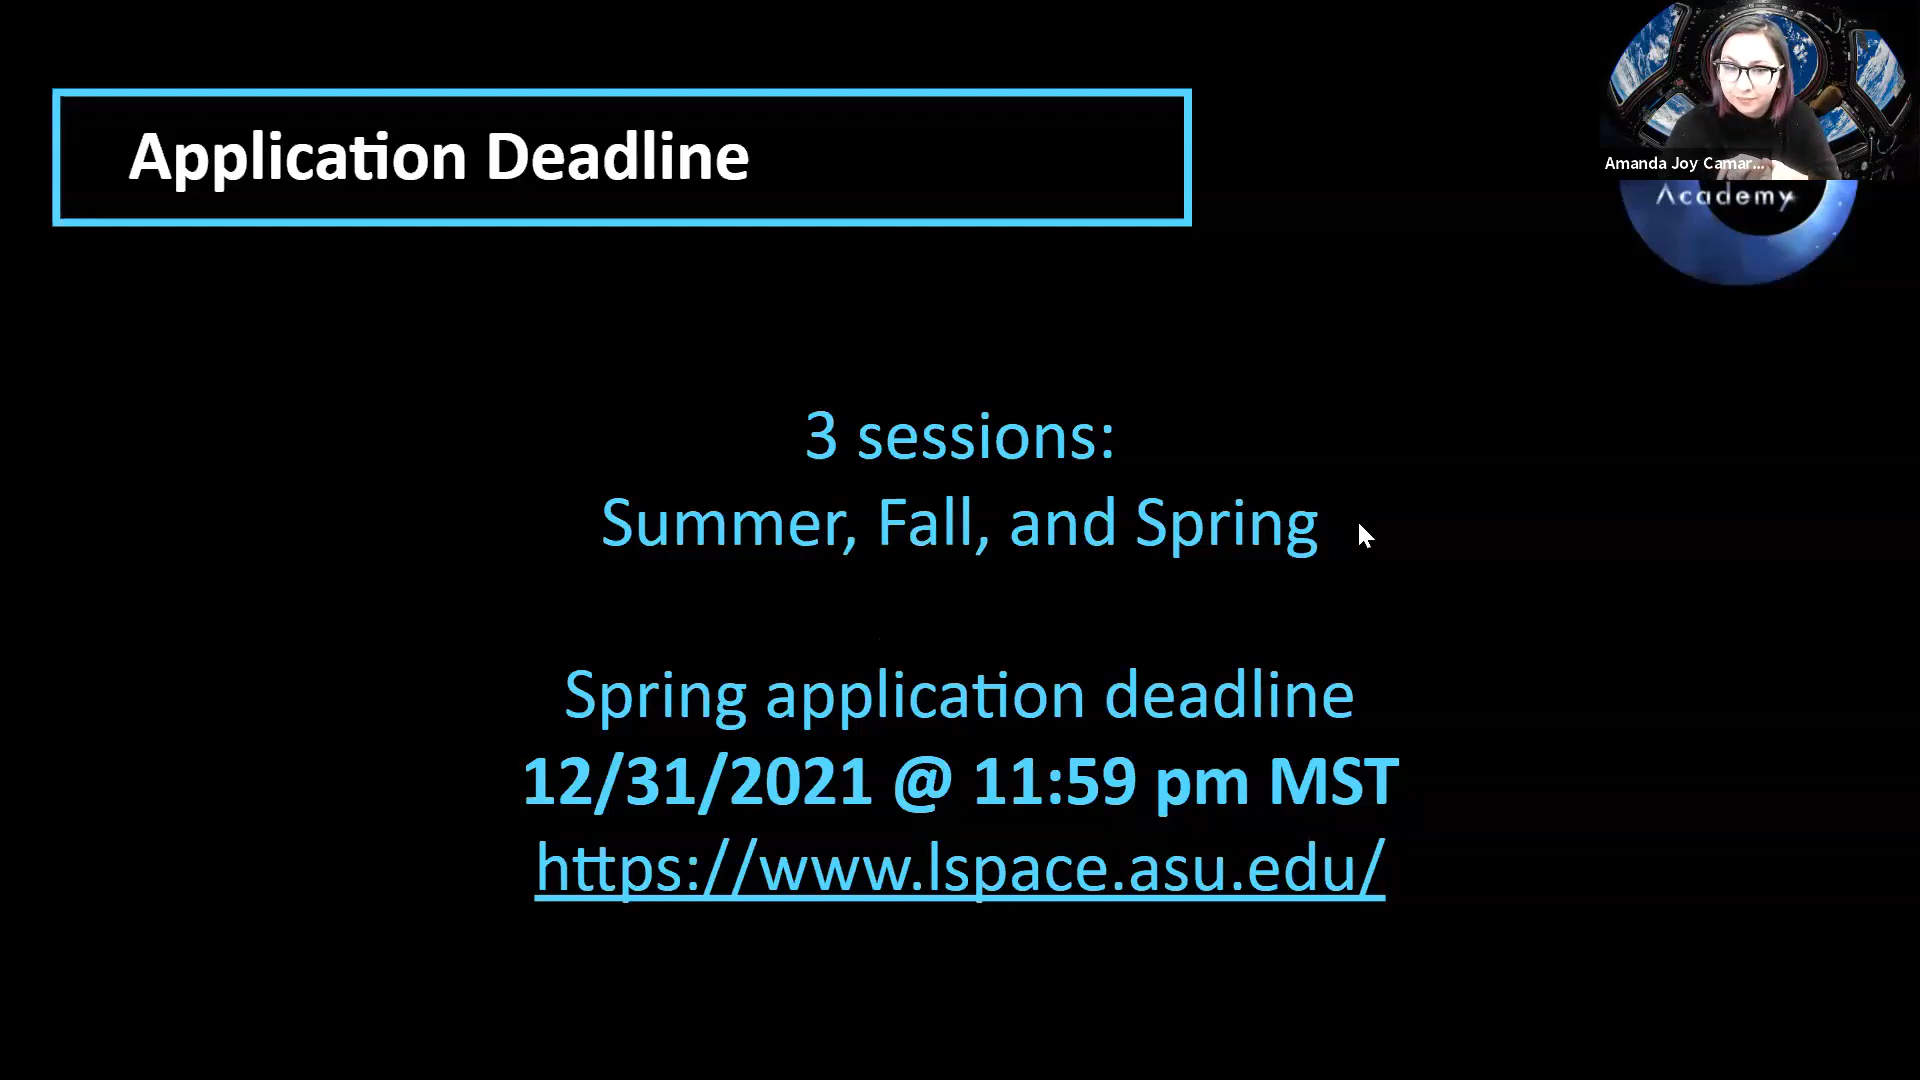 Application Deadline
Amanda Joy Camar...
Academy
3 sessions:
Summer, Fall, and Spring
Spring application deadline
12/31/2021 @ 11:59 pm MST
https://www.lspace.asu.edu/